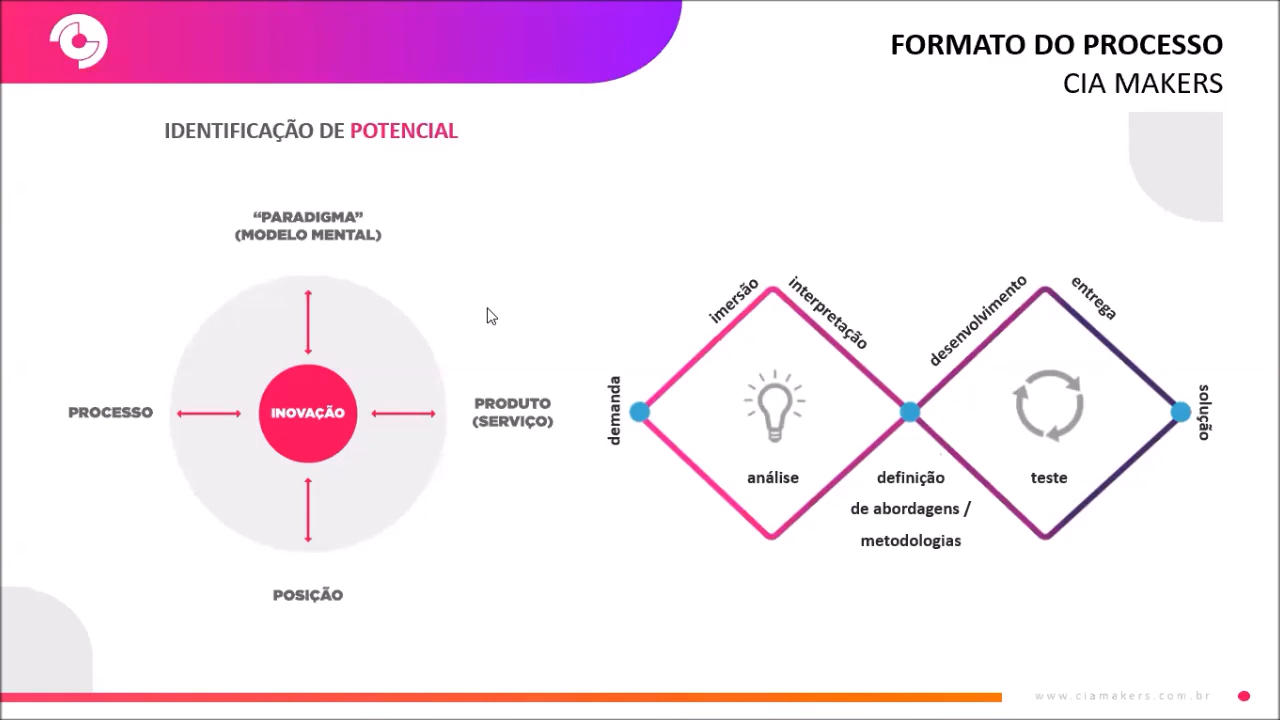 FORMATO DO PROCESSO
CIA MAKERS
IDENTIFICAÇÃO DE POTENCIAL
“PARADIGMA”
(MODELO MENTAL)
PROCESSO
INOVAÇÃO
PRODUTO
(SERVIÇO)
POSIÇÃO
demanda
imersão
interpretação
análise
definição
de abordagens /
metodologias
desenvolvimento
entrega
teste
solução
www.ciamakers.com.br